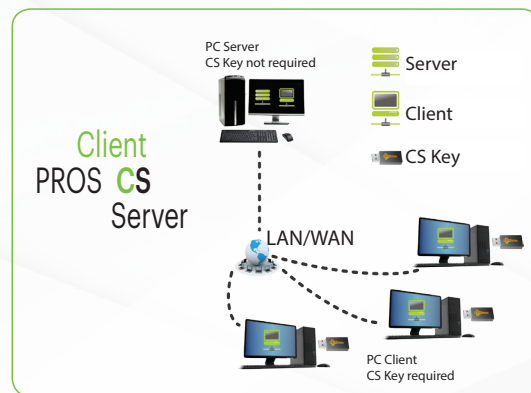 PC Server
CS Key not required
Server
Client
CS Key
Client
PROS CS
Server
LAN/WAN
PC Client
CS Key required